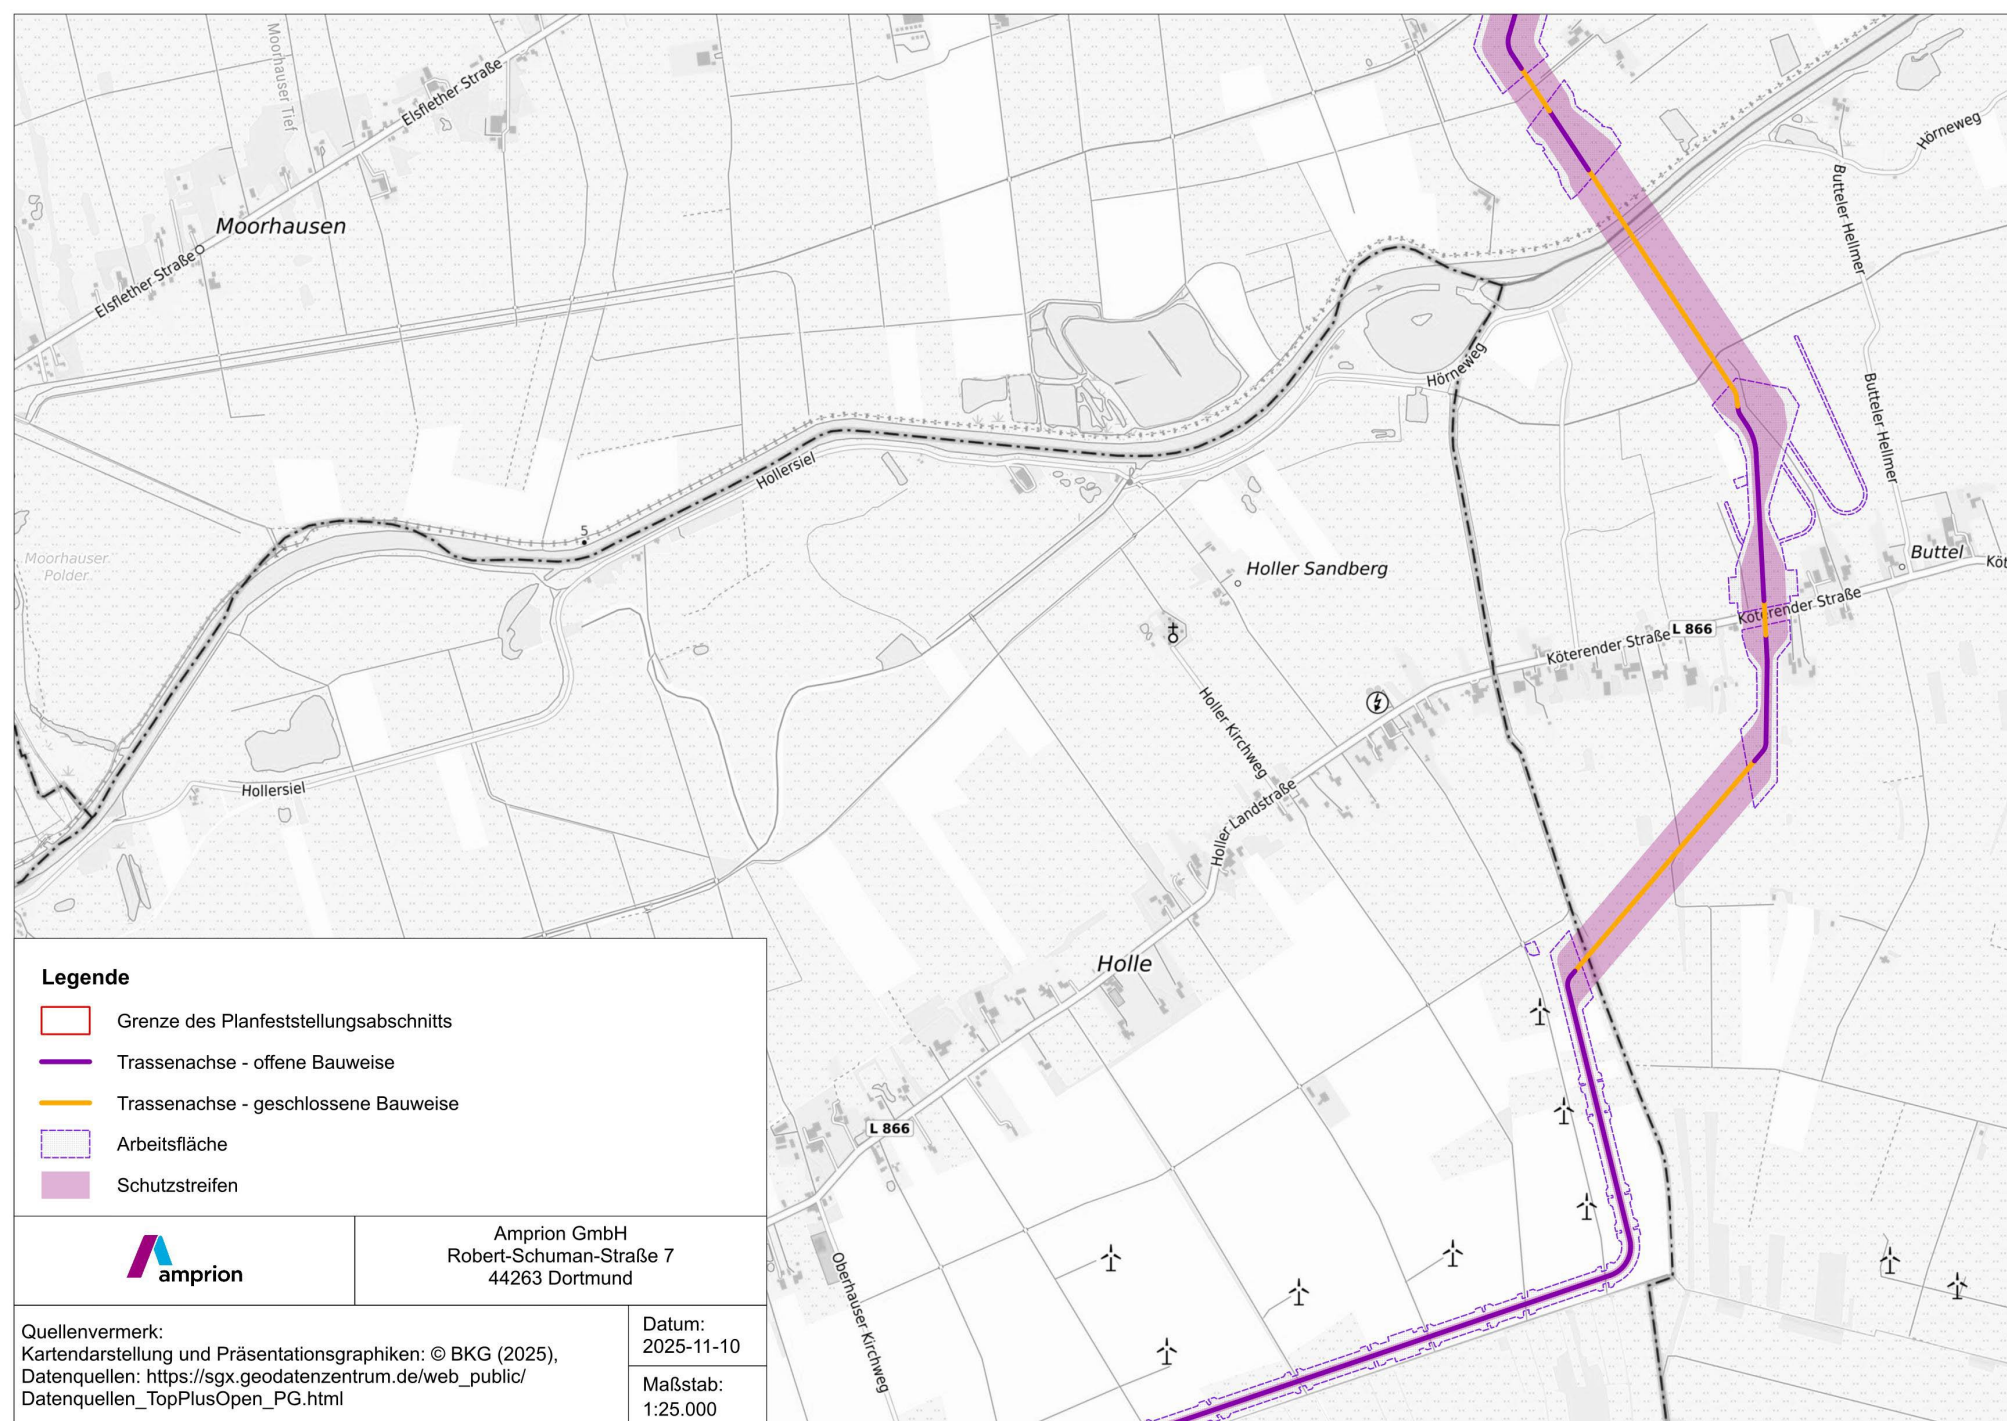 Moorhauser Tief
Elsflether Straße
Moorhausen
Elsflether Straße
Hörneweg
Butteler-Hellmer
Hörneweg
Butteler-Hellmer
Hollersiel
5
Moorhauser
Polder
Holler Sandberg
Buttel
Köt
Köterender Straße
L 866
Köterender Straße
Holler Kirchweg
Hollersiel
Holler Landstraße
Holle
L 866
Oberhauser Kirchweg
Legende
Grenze des Planfeststellungsabschnitts
Trassenachse - offene Bauweise
Trassenachse - geschlossene Bauweise
Arbeitsfläche
Schutzstreifen
amprion
Amprion GmbH
Robert-Schuman-Straße 7
44263 Dortmund
Quellenvermerk:
Kartendarstellung und Präsentationsgraphiken: © BKG (2025),
Datenquellen: https://sgx.geodatenzentrum.de/web_public/
Datenquellen_TopPlusOpen_PG.html
Datum:
2025-11-10
Maßstab:
1:25.000